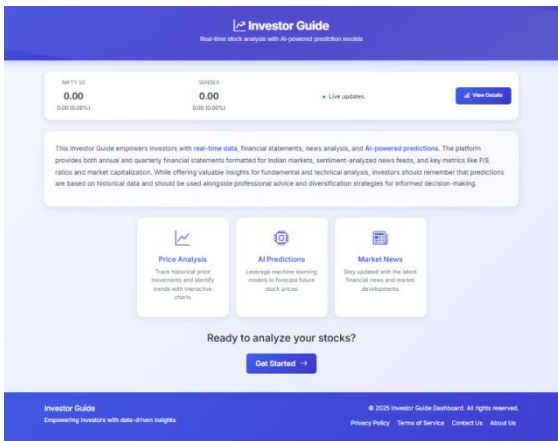 Investor Guide
Real-time stock analysis with AI-powered prediction models
NIFTY 50
0.00
0.00 (0.00%)
SENSEX
0.00
0.00 (0.00%)
Live updates
View Details
This Investor Guide empowers investors with real-time data, financial statements, news analysis, and AI-powered predictions. The platform
provides both annual and quarterly financial statements formatted for Indian markets, sentiment-analyzed news feeds, and key metrics like P/E
ratios and market capitalization. While offering valuable insights for fundamental and technical analysis, investors should remember that predictions
are based on historical data and should be used alongside professional advice and diversification strategies for informed decision-making.
Price Analysis
Track historical price
movements and identify
trends with interactive
charts
AI Predictions
Leverage machine learning
models to forecast future
stock prices
Market News
Stay updated with the latest
financial news and market
developments
Ready to analyze your stocks?
Get Started →
Investor Guide
Empowering investors with data-driven insights
© 2025 Investor Guide Dashboard. All rights reserved.
Privacy Policy Terms of Service Contact Us About Us